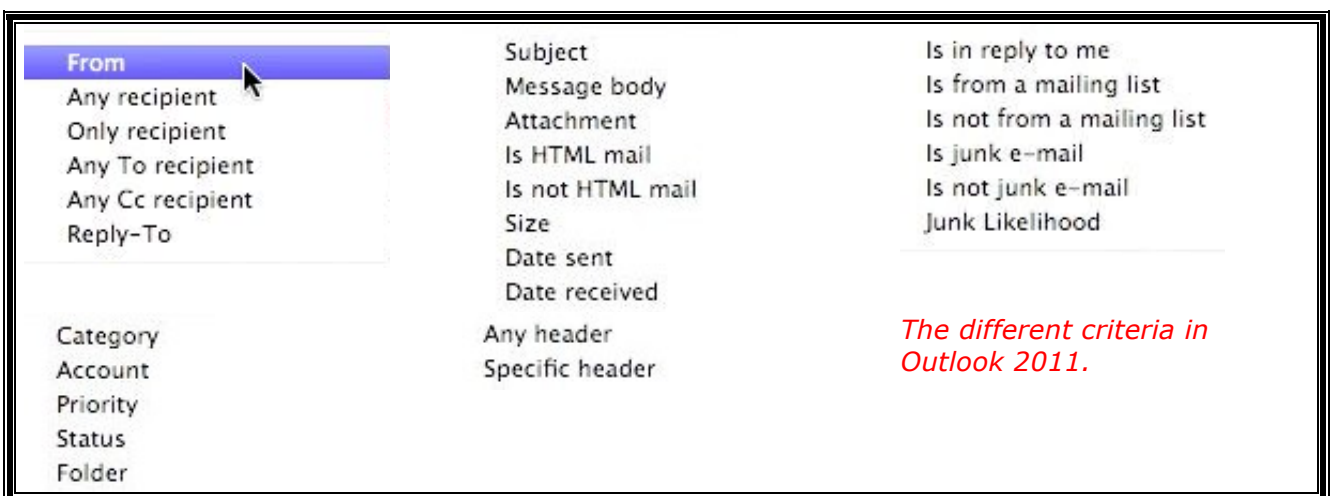 From
Any recipient
Only recipient
Any To recipient
Any Cc recipient
Reply-To
Subject
Message body
Attachment
Is HTML mail
Is not HTML mail
Size
Date sent
Date received
Is in reply to me
Is from a mailing list
Is not from a mailing list
Is junk e-mail
Is not junk e-mail
Junk Likelihood
Category
Account
Priority
Status
Folder
Any header
Specific header
The different criteria in
Outlook 2011.